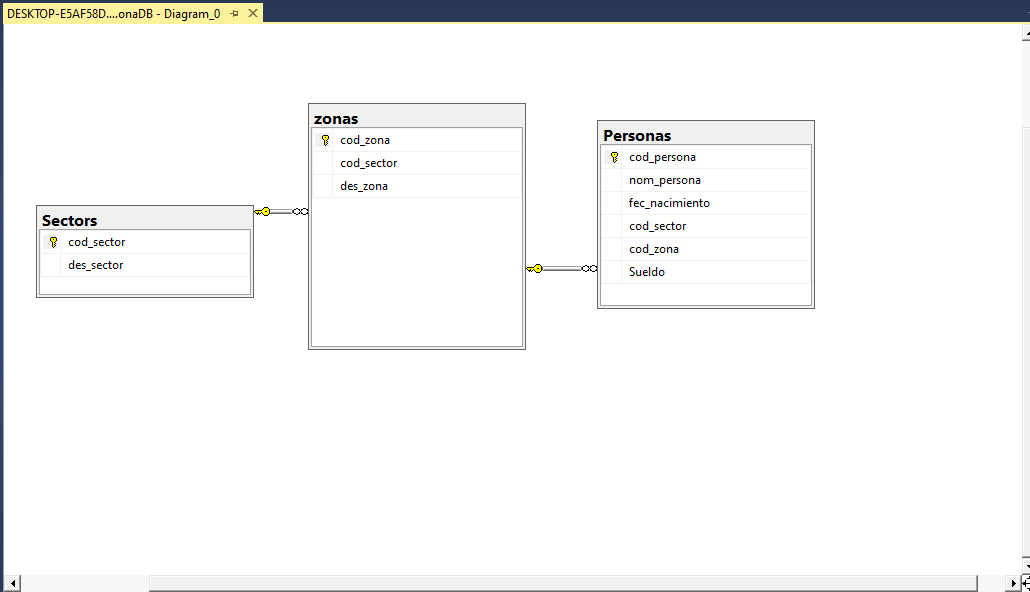 DESKTOP-E5AF58D....onaDB - Diagram_0
zonas
cod_zona
cod_sector
des_zona
Personas
cod_persona
nom_persona
fec_nacimiento
cod_sector
cod_zona
Sueldo
Sectors
cod_sector
des_sector